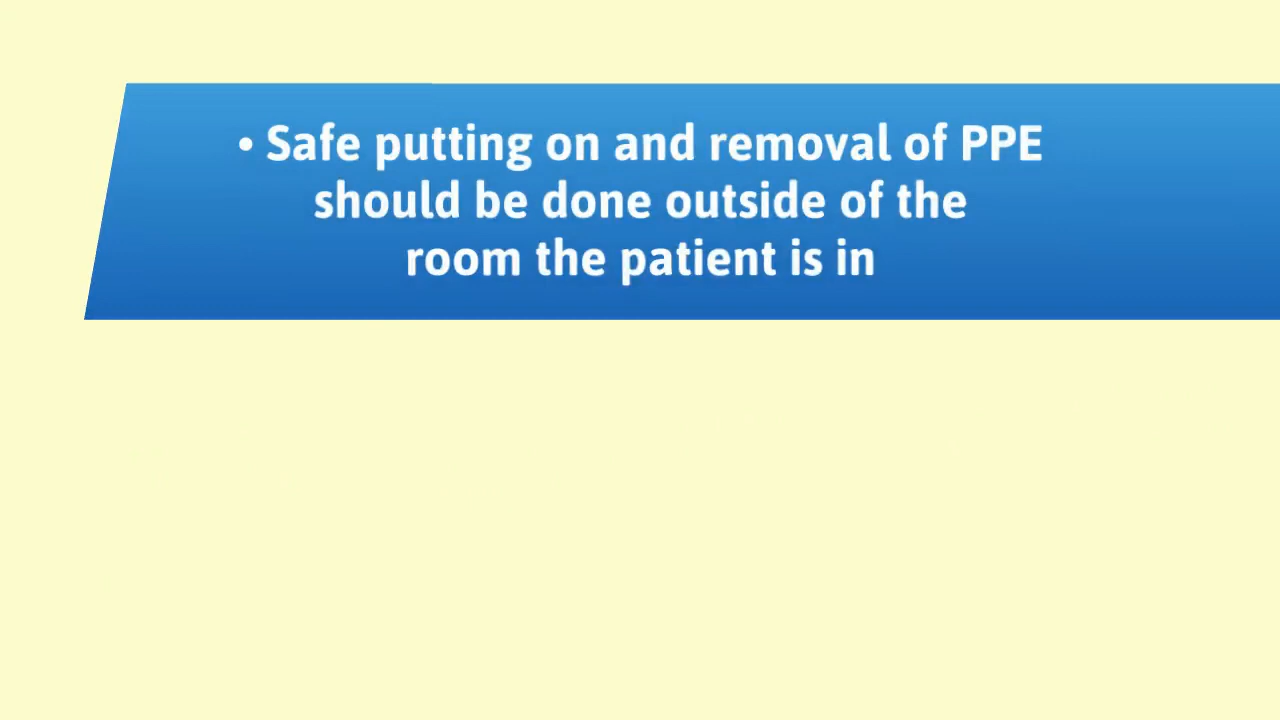 • Safe putting on and removal of PPE
should be done outside of the
room the patient is in